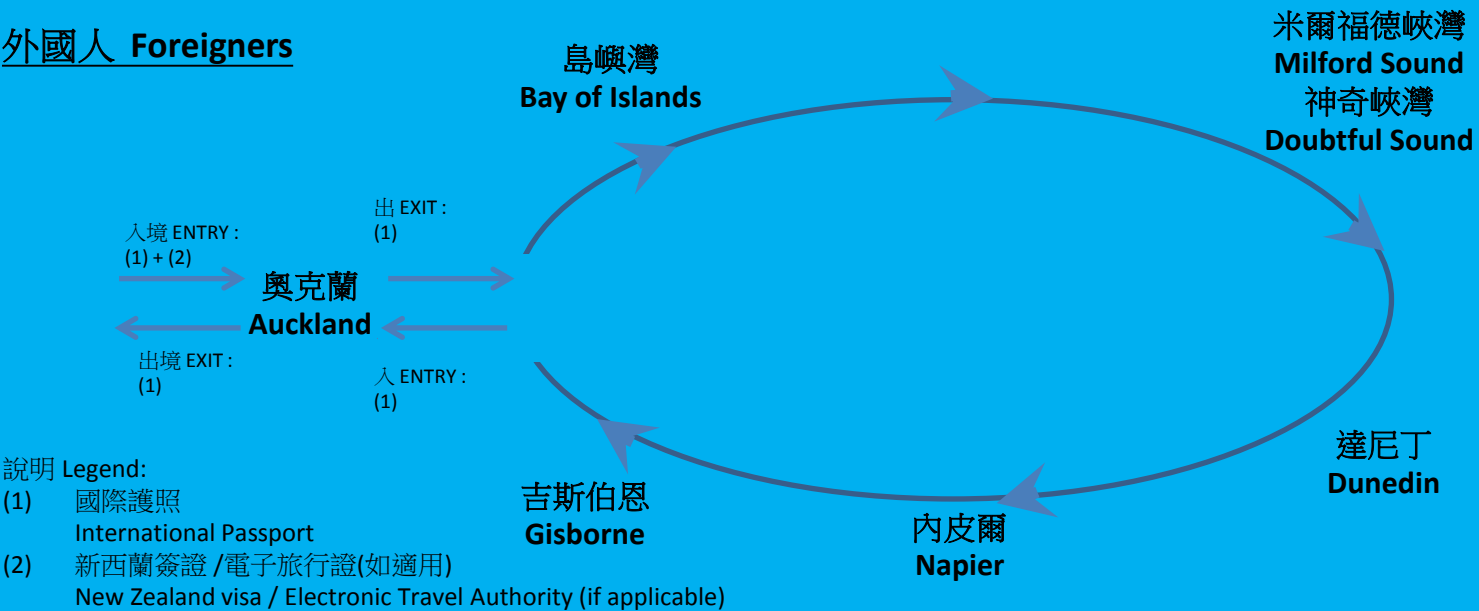 外國人 Foreigners
島嶼灣
Bay of Islands
米爾福德峽灣
Milford Sound
神奇峽灣
Doubtful Sound
入境 ENTRY :
(1) + (2)
出 EXIT :
(1)
奧克蘭
Auckland
出境 EXIT :
(1)
入 ENTRY :
(1)
達尼丁
Dunedin
內皮爾
Napier
吉斯伯恩
Gisborne
說明 Legend:
(1) 國際護照
International Passport
(2) 新西蘭簽證 /電子旅行證(如適用)
New Zealand visa / Electronic Travel Authority (if applicable)